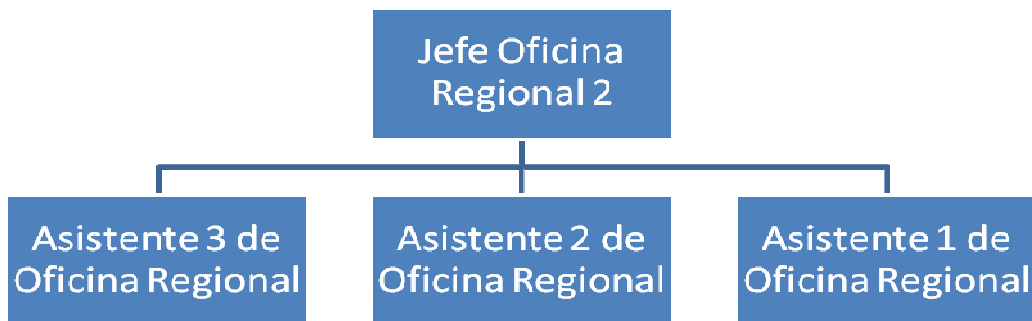 Jefe Oficina
Regional 2
Asistente 3 de
Oficina Regional
Asistente 2 de
Oficina Regional
Asistente 1 de
Oficina Regional